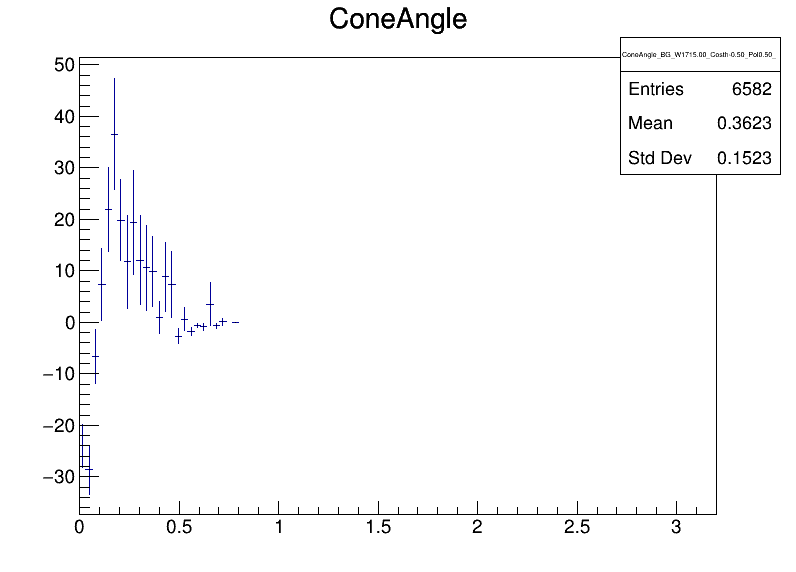 ConeAngle
ConeAngle_BG_W1715.00_Costh-0.50_Pol0.50_
Entries 6582
Mean 0.3623
Std Dev 0.1523
50
40
30
20
10
0
−10
−20
−30
0 0.5 1 1.5 2 2.5 3